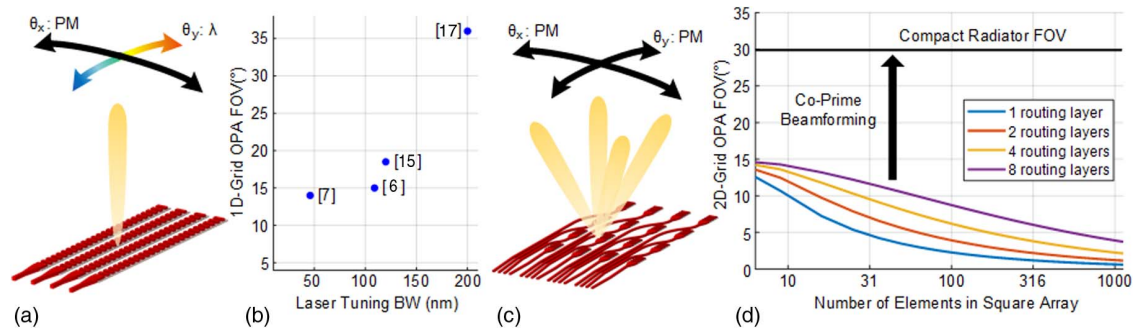 θx: PM
θy: λ
(a)
1D-Grid OPA FOV(°)
35
30
25
20
15
10
5
[17]
[15]
[6]
[7]
50
100
150
200
Laser Tuning BW (nm)
(b)
θx: PM
θy: PM
(c)
2D-Grid OPA FOV(°)
35
30
25
20
15
10
5
0
Compact Radiator FOV
Co-Prime
Beamforming
1 routing layer
2 routing layers
4 routing layers
8 routing layers
10
31
100
316
1000
Number of Elements in Square Array
(d)